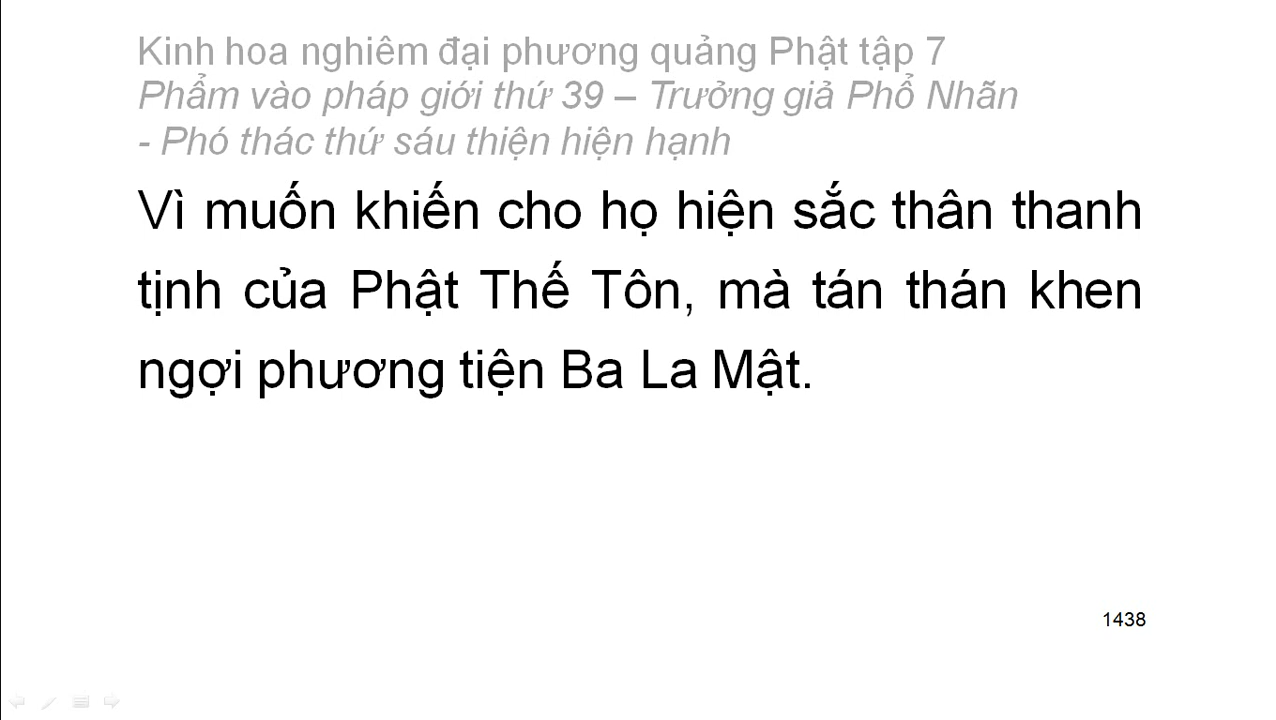 Kinh hoa nghiêm đại phương quảng Phật tập 7
Phẩm vào pháp giới thứ 39 – Trưởng giả Phổ Nhãn
- Phó thác thứ sáu thiện hiện hạnh
Vì muốn khiến cho họ hiện sắc thân thanh
tịnh của Phật Thế Tôn, mà tán thán khen
ngợi phương tiện Ba La Mật.
1438